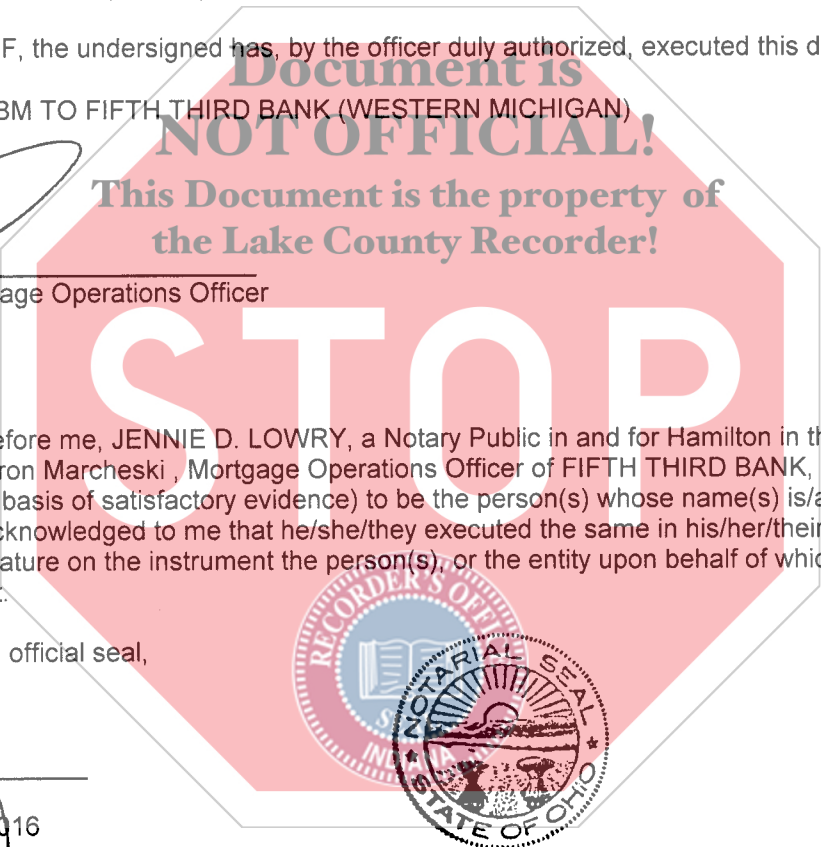 F, the undersigned has, by the officer duly authorized, executed this d
Document is
BM TO FIFTH THIRD BANK (WESTERN MICHIGAN)
NOT OFFICIAL!
This Document is the property of
the Lake County Recorder!
age Operations Officer
STOP
efore me, JENNIE D. LOWRY, a Notary Public in and for Hamilton in th
ron Marcheski , Mortgage Operations Officer of FIFTH THIRD BANK,
basis of satisfactory evidence) to be the person(s) whose name(s) is/a
cknowledged to me that he/she/they executed the same in his/her/their
ature on the instrument the person(s), or the entity upon behalf of whic
t.
RECORDER'S OFFICE
official seal,
NOTARIAL SEAL
INDIANA
STATE OF OHIO
016